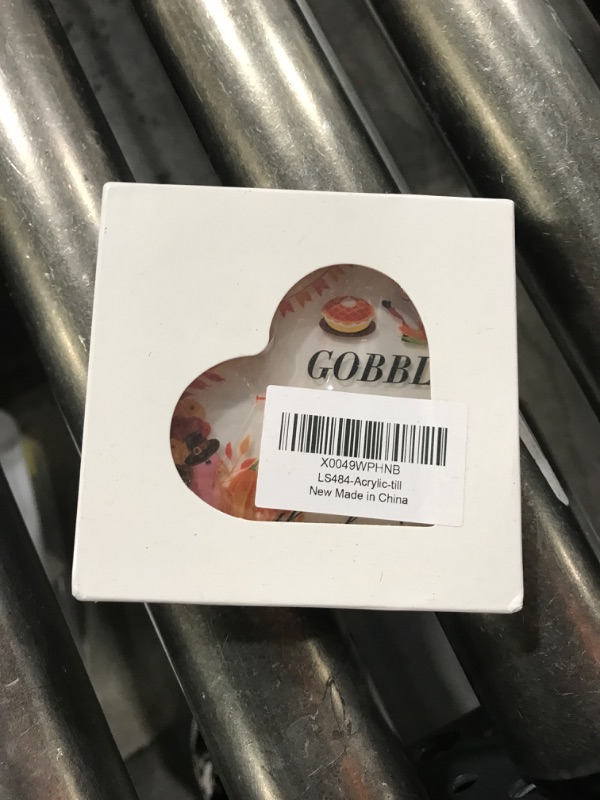 GOBBL
X0049WPHNB
LS484-Acrylic-till
New Made in China